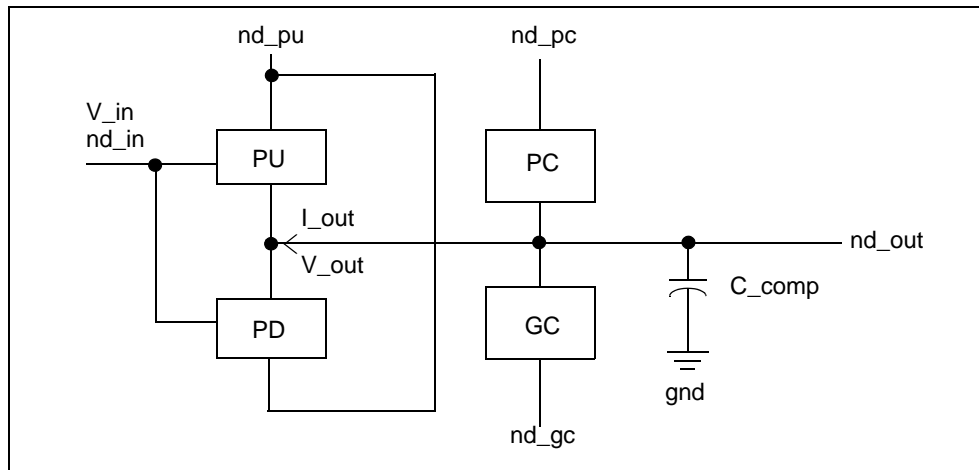 nd_pu
nd_pc
V_in
nd_in
PU
PC
I_out
nd_out
V_out
C_comp
PD
GC
gnd
nd_gc